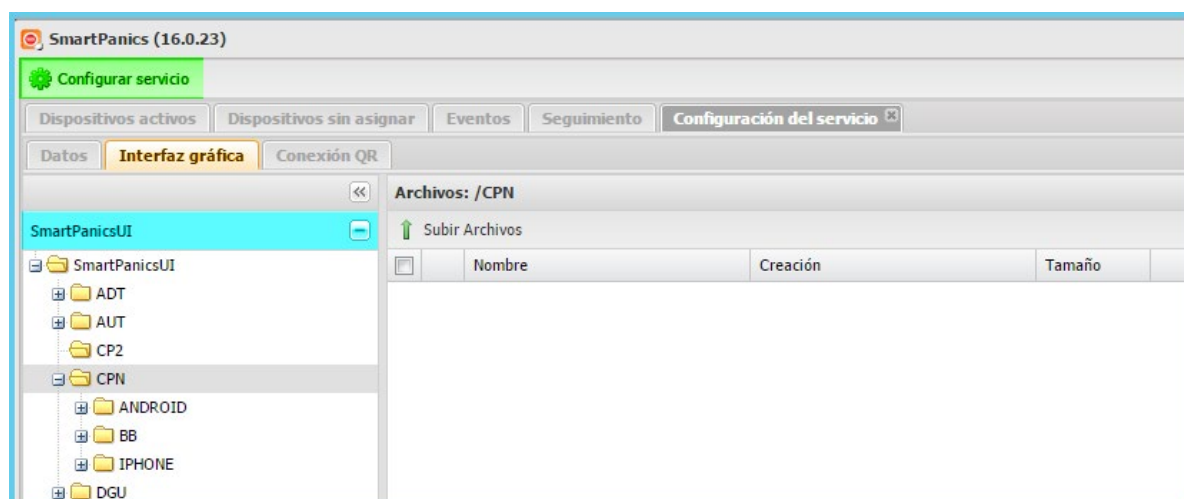 SmartPanics (16.0.23)
Configurar servicio
Dispositivos activos Dispositivos sin asignar Eventos Seguimiento Configuración del servicio
Datos Interfaz gráfica Conexión QR
Archivos: /CPN
SmartPanicsUI
Subir Archivos
SmartPanicsUI
Nombre Creación Tamaño
ADT
AUT
CP2
CPN
ANDROID
BB
IPHONE
DGU